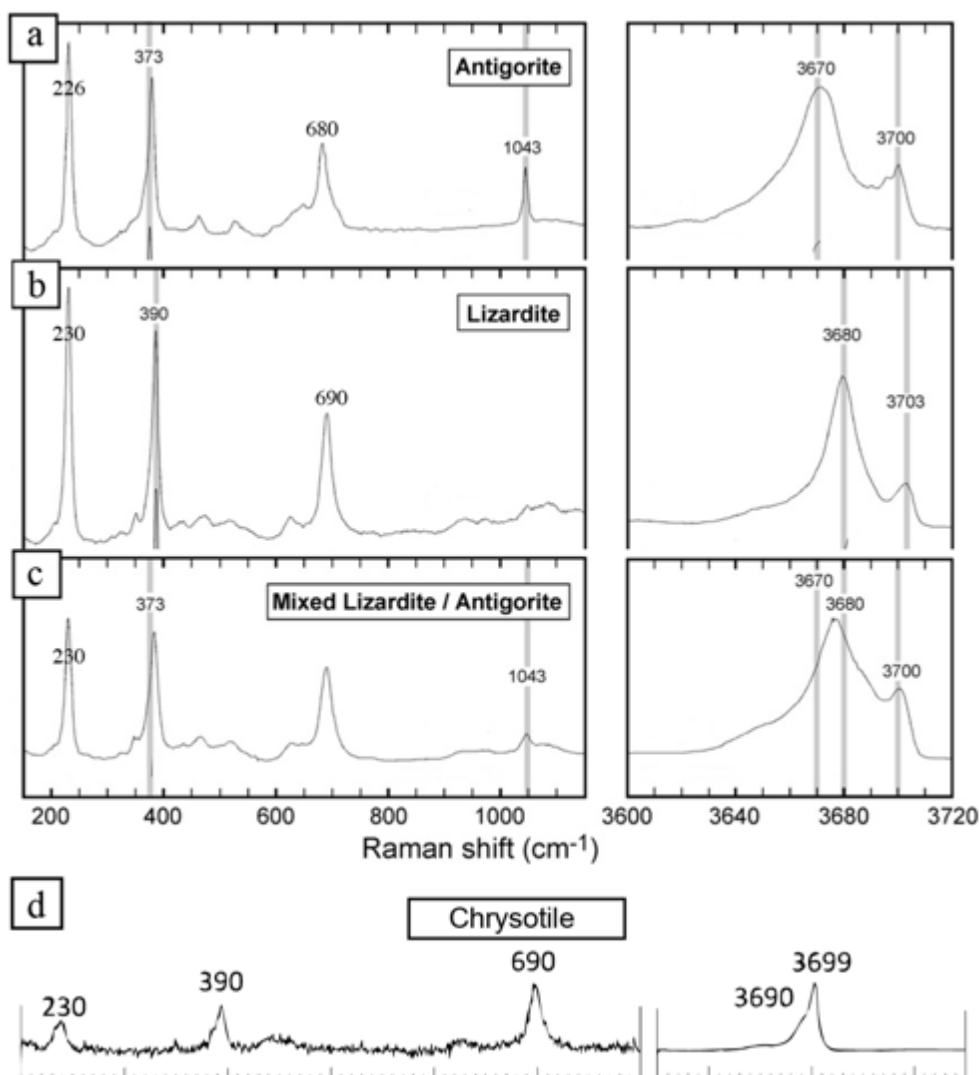 a
Antigorite
226
373
680
1043
3670
3700
b
Lizardite
230
390
690
3680
3703
c
Mixed Lizardite / Antigorite
230
373
1043
3670
3680
3700
200 400 600 800 1000
3600 3640 3680 3720
Raman shift (cm-1)
d
Chrysotile
230
390
690
3690
3699